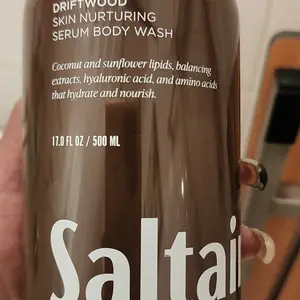 DRIFTWOOD
SKIN NURTURING
SERUM BODY WASH
Coconut and sunflower lipids, balancing
extracts, hyaluronic acid, and amino acids
that hydrate and nourish.
17.0 FL OZ / 500 ML
Saltair